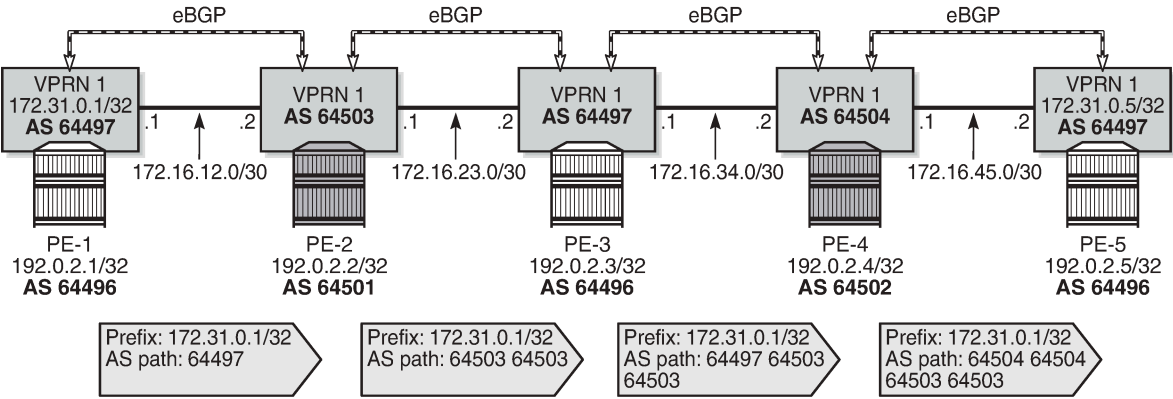 eBGP
eBGP
eBGP
eBGP
VPRN 1
172.31.0.1/32
AS 64497
VPRN 1
AS 64503
VPRN 1
AS 64497
VPRN 1
AS 64504
VPRN 1
172.31.0.5/32
AS 64497
.1
.2
.1
.2
.1
.2
.1
.2
172.16.12.0/30
172.16.23.0/30
172.16.34.0/30
172.16.45.0/30
PE-1
192.0.2.1/32
AS 64496
PE-2
192.0.2.2/32
AS 64501
PE-3
192.0.2.3/32
AS 64496
PE-4
192.0.2.4/32
AS 64502
PE-5
192.0.2.5/32
AS 64496
Prefix: 172.31.0.1/32
AS path: 64497
Prefix: 172.31.0.1/32
AS path: 64503 64503
Prefix: 172.31.0.1/32
AS path: 64497 64503
64503
Prefix: 172.31.0.1/32
AS path: 64504 64504
64503 64503